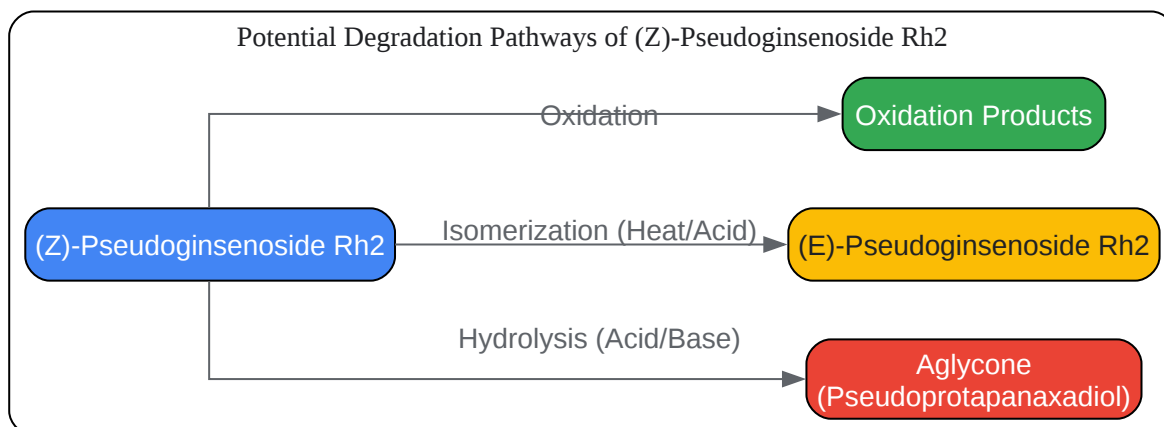 Potential Degradation Pathways of (Z)-Pseudoginsenoside Rh2
Oxidation
Oxidation Products
(Z)-Pseudoginsenoside Rh2
Isomerization (Heat/Acid)
(E)-Pseudoginsenoside Rh2
Hydrolysis (Acid/Base)
Aglycone
(Pseudoprotapanaxadiol)